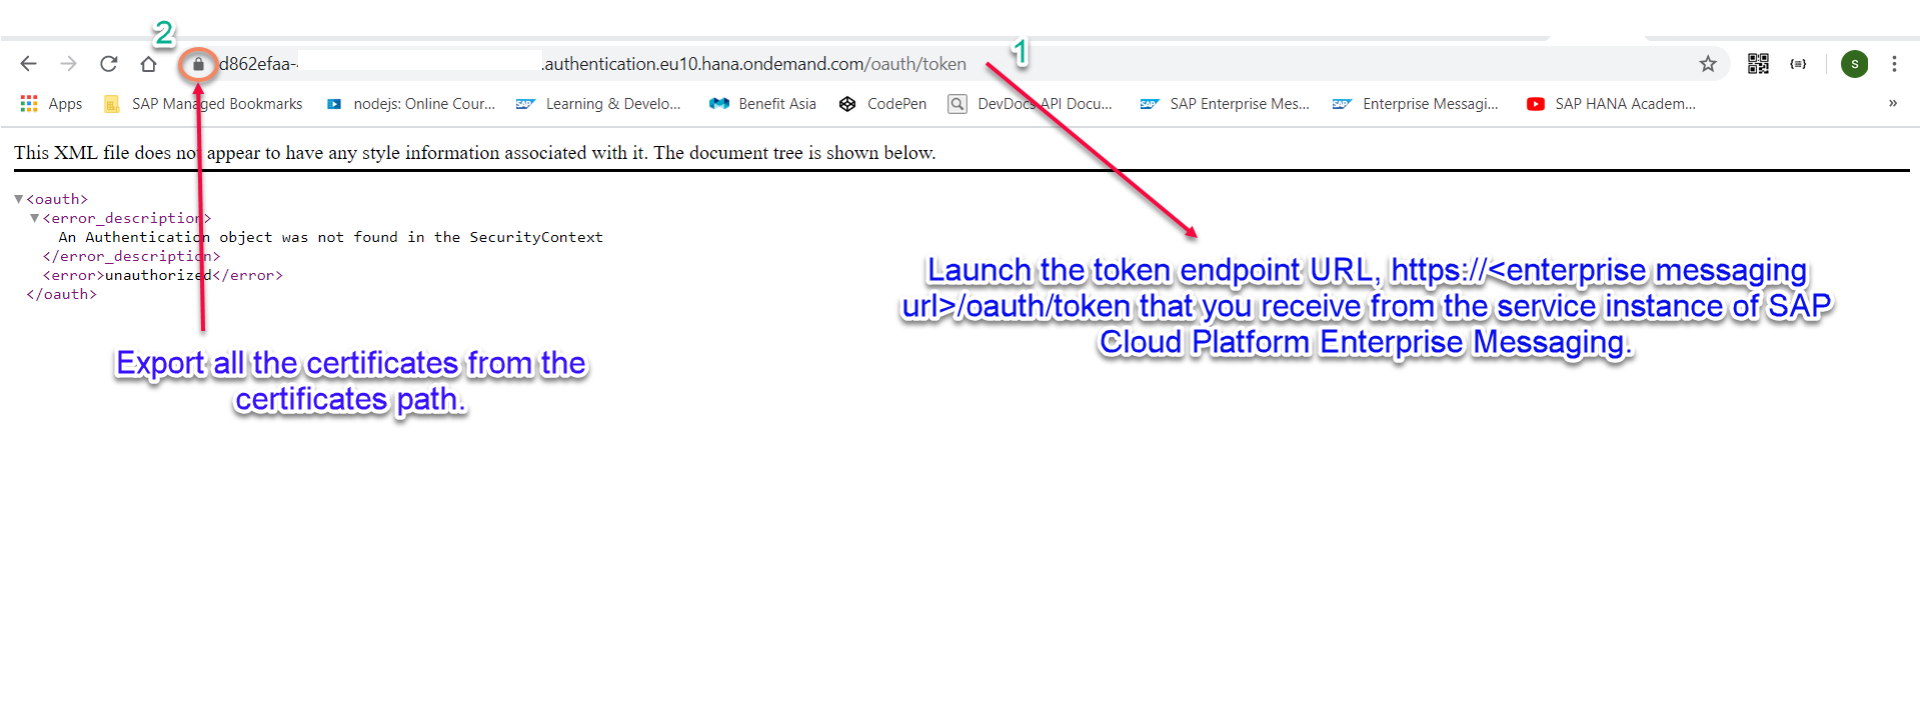 2
1
d862efaa-
.authentication.eu10.hana.ondemand.com/oauth/token
S
Apps
SAP Managed Bookmarks
nodejs: Online Cour...
SAP
Learning & Develo...
Benefit Asia
CodePen
DevDocs API Docu...
SAP
SAP Enterprise Mes...
SAP
Enterprise Messagi...
SAP HANA Academ...
»
This XML file does not appear to have any style information associated with it. The document tree is shown below.
▼<oauth>
▼<error_description>
An Authentication object was not found in the SecurityContext
</error_description>
<error>unauthorized</error>
</oauth>
Launch the token endpoint URL, https://<enterprise messaging
url>/oauth/token that you receive from the service instance of SAP
Cloud Platform Enterprise Messaging.
Export all the certificates from the
certificates path.